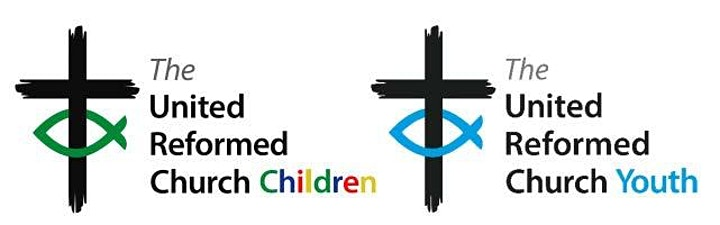 The
United
Reformed
Church Children
The
United
Reformed
Church Youth